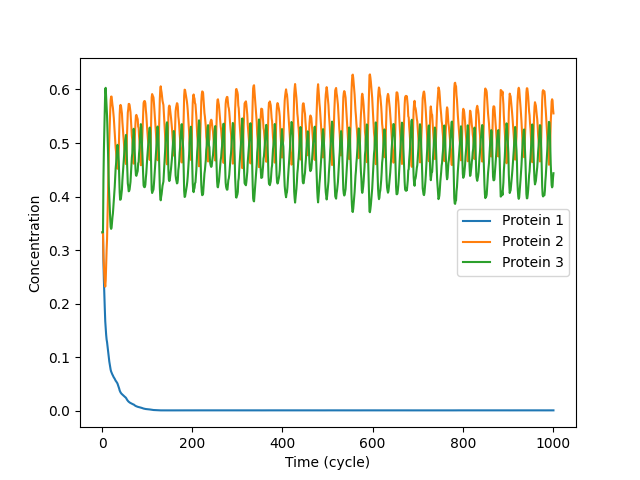 0.6
0.5
0.4
0.3
0.2
0.1
0.0
Concentration
Protein 1
Protein 2
Protein 3
0
200
400
600
800
1000
Time (cycle)